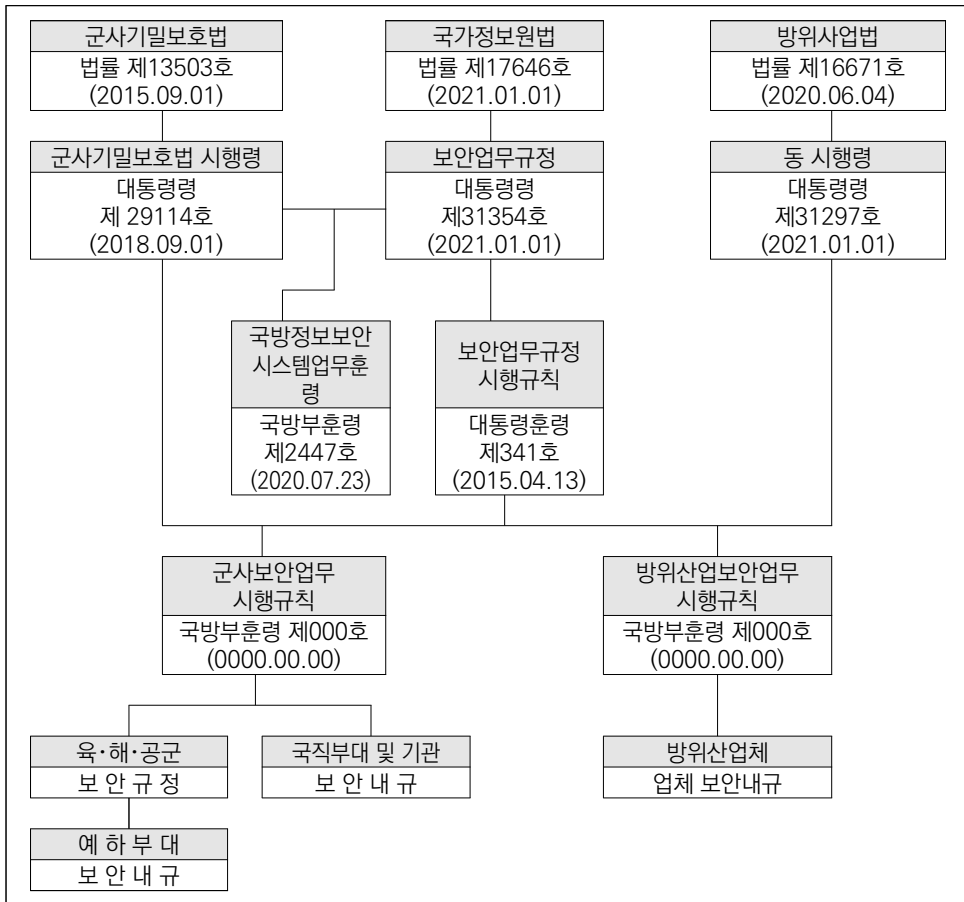 군사기밀보호법
법률 제13503호
(2015.09.01)
국가정보원법
법률 제17646호
(2021.01.01)
방위사업법
법률 제16671호
(2020.06.04)
군사기밀보호법 시행령
대통령령
제 29114호
(2018.09.01)
보안업무규정
대통령령
제31354호
(2021.01.01)
동 시행령
대통령령
제31297호
(2021.01.01)
국방정보보안
시스템업무훈
령
국방부훈령
제2447호
(2020.07.23)
보안업무규정
시행규칙
대통령훈령
제341호
(2015.04.13)
군사보안업무
시행규칙
국방부훈령 제000호
(0000.00.00)
방위산업보안업무
시행규칙
국방부훈령 제000호
(0000.00.00)
육·해·공군
보 안 규 정
국직부대 및 기관
보 안 내 규
방위산업체
업체 보안내규
예 하 부 대
보 안 내 규